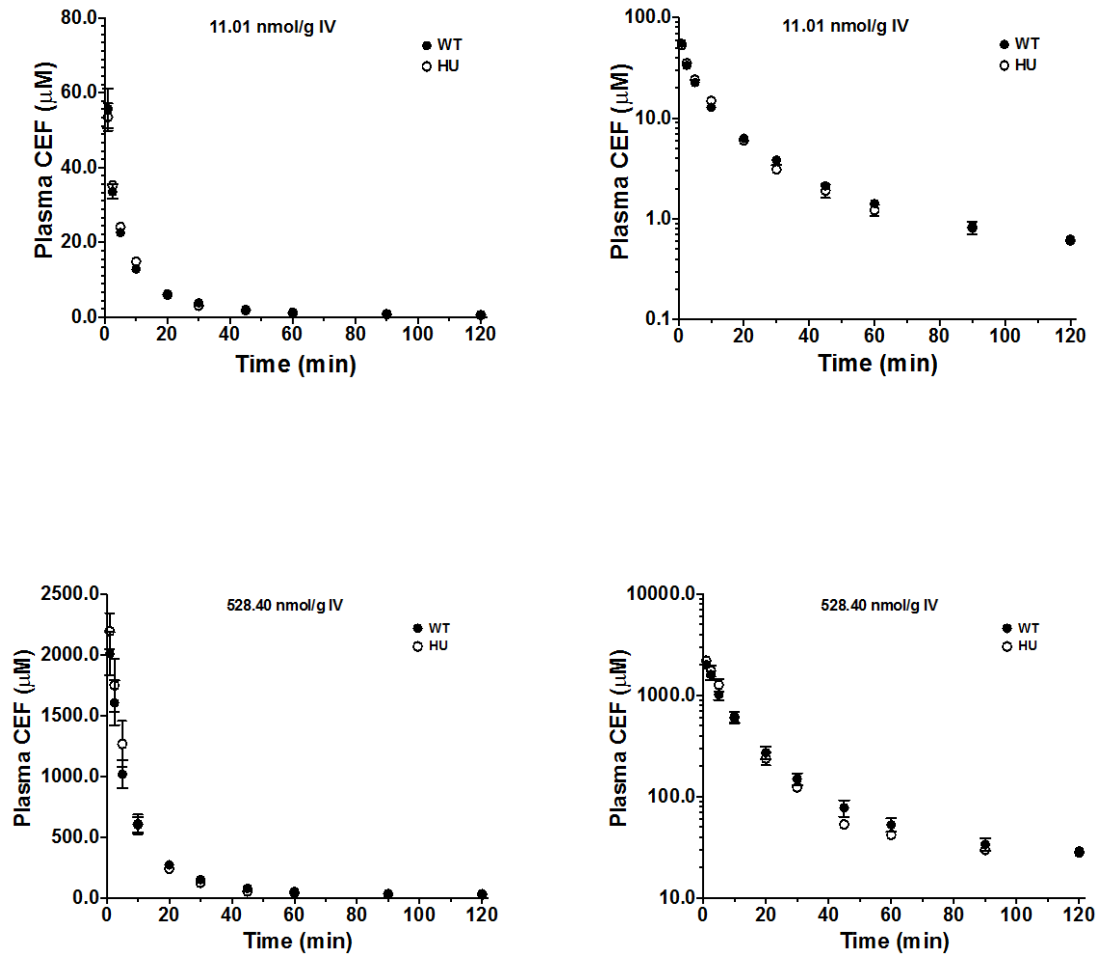 11.01 nmol/g IV
WT
HU
Plasma CEF (μM)
80.0
60.0
40.0
20.0
0.0
0 20 40 60 80 100 120
Time (min)
11.01 nmol/g IV
WT
HU
Plasma CEF (μM)
100.0
10.0
1.0
0.1
0 20 40 60 80 100 120
Time (min)
528.40 nmol/g IV
WT
HU
Plasma CEF (μM)
2500.0
2000.0
1500.0
1000.0
500.0
0.0
0 20 40 60 80 100 120
Time (min)
528.40 nmol/g IV
WT
HU
Plasma CEF (μM)
10000.0
1000.0
100.0
10.0
0 20 40 60 80 100 120
Time (min)